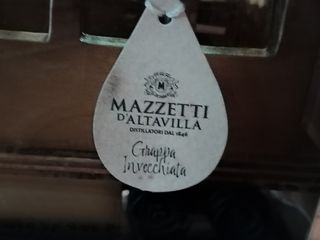 M
MAZZETTI
D'ALTAVILLA
DISTILLATORI DAL 1846
Grappa
Invecchiata